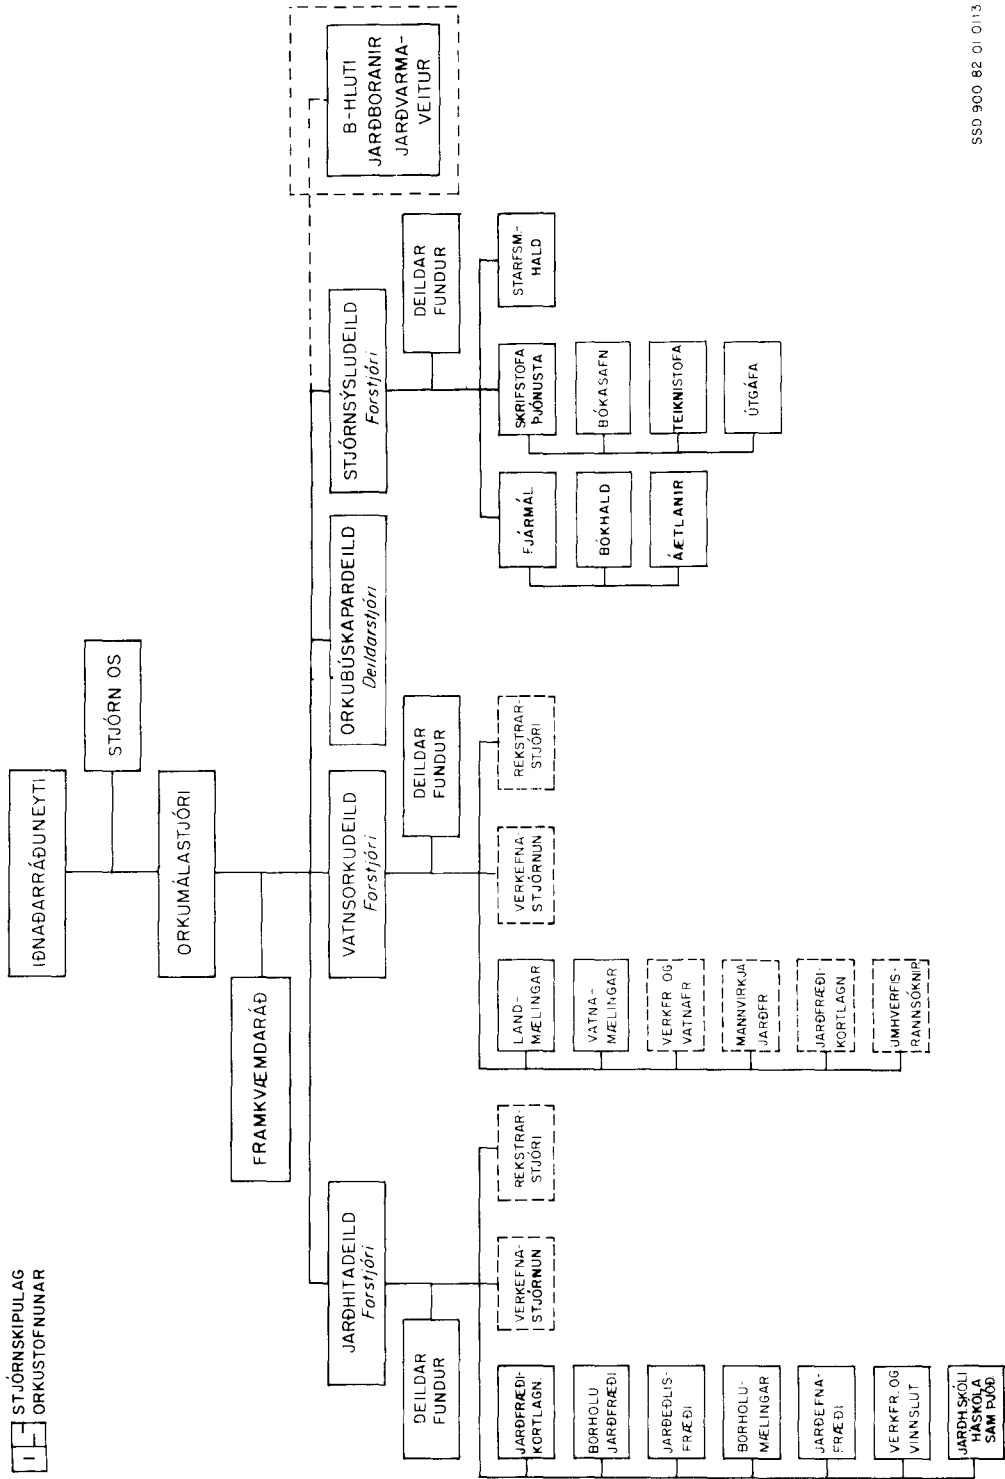 STJÓRNSKIPULAG
ORKUSTOFNUNAR
IÐNAÐARRÁÐUNEYTI
STJÓRN OS
ORKUMÁLASTJÓRI
FRAMKVÆMDARÁÐ
JARÐHITADEILD
Forstjóri
VATNSORKUDEILD
Forstjóri
ORKUBÚSKAPARDEILD
Deildarstjóri
STJÓRNSÝSLUDEILD
Forstjóri
B-HLUTI
JARÐBORANIR
JARÐVARMA-
VEITUR
DEILDAR
FUNDUR
DEILDAR
FUNDUR
DEILDAR
FUNDUR
JARÐFRÆÐI-
KORTLAGN.
VERKEFNA-
STJÓRNUN
REKSTRAR-
STJÓRI
BORHOLU
JARÐFRÆÐI
JARÐEÐLIS-
FRÆÐI
BORHOLU-
MÆLINGAR
JARÐEFNA-
FRÆÐI
VERKFR. OG
VINNSLUT
JARÐHSKÓLI
HÁSKÓLA
SAM ÞJÓÐ
LAND-
MÆLINGAR
VERKEFNA-
STJÓRNUN
REKSTRAR-
STJÓRI
VATNA-
MÆLINGAR
VERKFR OG
VATNAFR
MANNVIRKJA
JARÐFR
JARÐFRÆÐI-
KORTLAGN
UMHVERFIS-
RANNSÓKNIR
FJÁRMÁL
SKRIFSTOFA
ÞJÓNUSTA
STARFSM.-
HALD
BÓKHALD
ÁÆTLANIR
BÓKASAFN
TEIKNISTOFA
ÚTGÁFA
SSD 900 82 01 0113